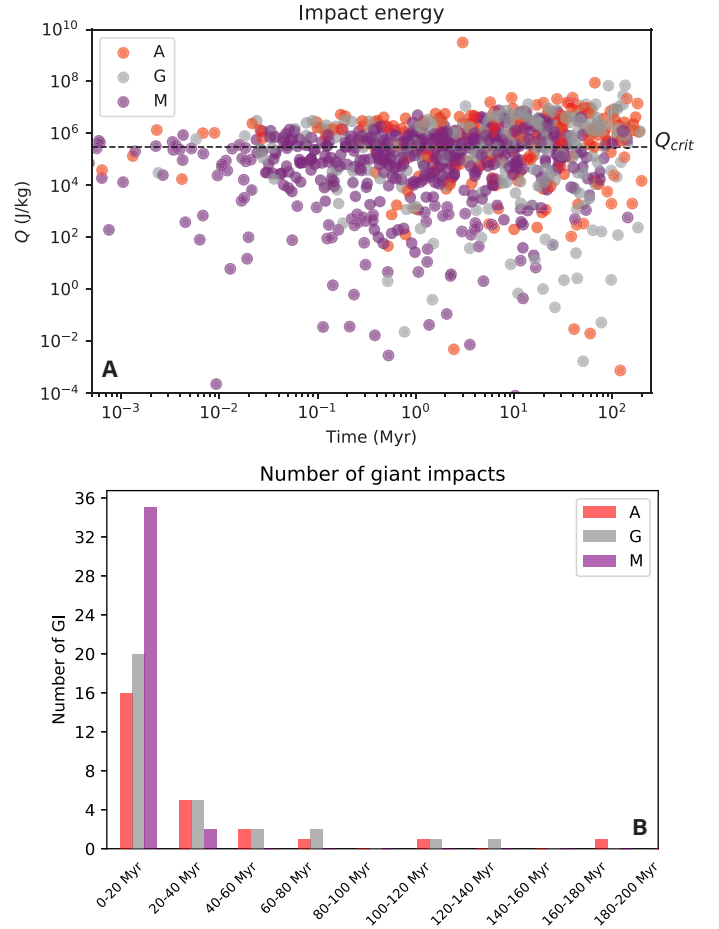 Impact energy
10^10
10^8
10^6
10^4
10^2
10^0
10^−2
10^−4
Q (J/kg)
A
G
M
Q_crit
A
10^−3
10^−2
10^−1
10^0
10^1
10^2
Time (Myr)
Number of giant impacts
36
32
28
24
20
16
12
8
4
0
Number of GI
A
G
M
B
0-20 Myr
20-40 Myr
40-60 Myr
60-80 Myr
80-100 Myr
100-120 Myr
120-140 Myr
140-160 Myr
160-180 Myr
180-200 Myr